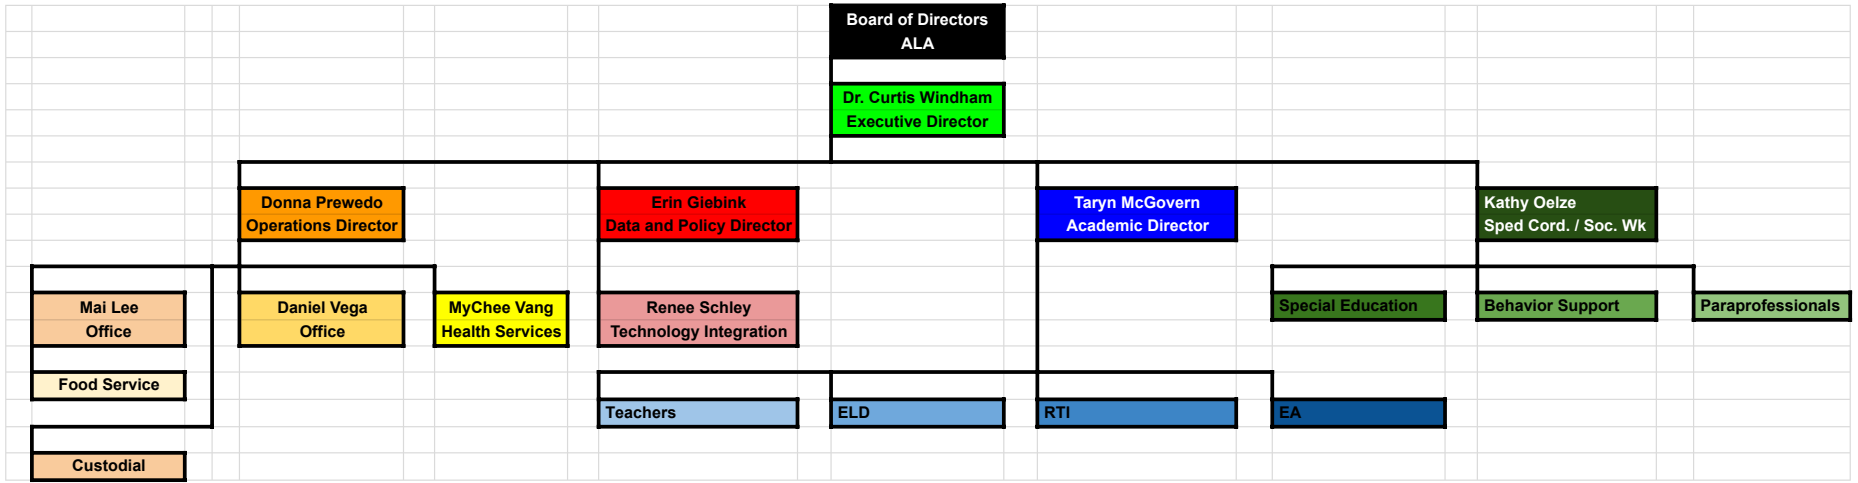 Board of Directors
ALA
Dr. Curtis Windham
Executive Director
Donna Prewedo
Operations Director
Erin Giebink
Data and Policy Director
Taryn McGovern
Academic Director
Kathy Oelze
Sped Cord. / Soc. Wk
Mai Lee
Office
Daniel Vega
Office
MyChee Vang
Health Services
Renee Schley
Technology Integration
Special Education
Behavior Support
Paraprofessionals
Food Service
Teachers
ELD
RTI
EA
Custodial